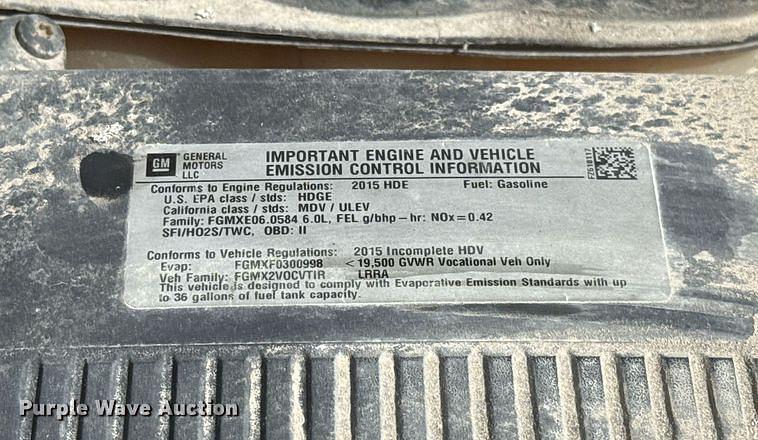 GM GENERAL MOTORS LLC
IMPORTANT ENGINE AND VEHICLE
EMISSION CONTROL INFORMATION
FZ618117
Conforms to Engine Regulations: 2015 HDE Fuel: Gasoline
U.S. EPA class / stds: HDGE
California class / stds: MDV / ULEV
Family: FGMXE06.0584 6.0L, FEL g/bhp-hr: NOx=0.42
SFI/HO2S/TWC, OBD: II
Conforms to Vehicle Regulations: 2015 Incomplete HDV
Evap: FGMXF0300998 <19,500 GVWR Vocational Veh Only
Veh Family: FGMX2VOCVTIR LRRA
This vehicle is designed to comply with Evaporative Emission Standards with up
to 36 gallons of fuel tank capacity.
Purple Wave Auction